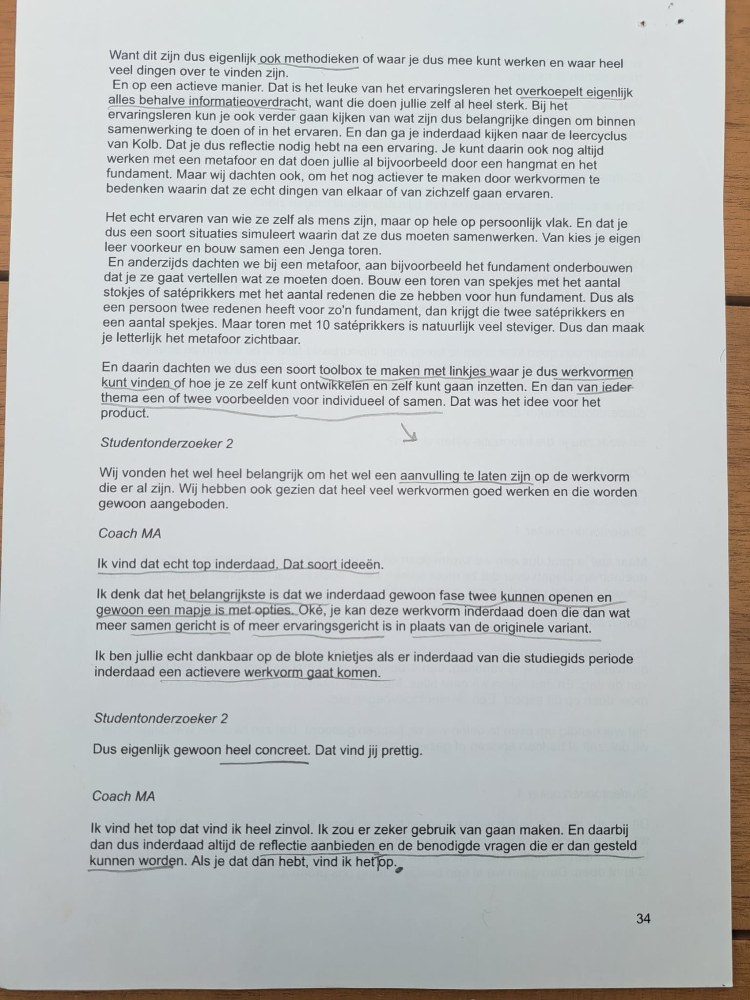 Want dit zijn dus eigenlijk ook methodieken of waar je dus mee kunt werken en waar heel
veel dingen over te vinden zijn.
En op een actieve manier. Dat is het leuke van het ervaringsleren het overkoepelt eigenlijk
alles behalve informatieoverdracht, want die doen jullie zelf al heel sterk. Bij het
ervaringsleren kun je ook verder gaan kijken van wat zijn dus belangrijke dingen om binnen
samenwerking te doen of in het ervaren. En dan ga je inderdaad kijken naar de leercyclus
van Kolb. Dat je dus reflectie nodig hebt na een ervaring. Je kunt daarin ook nog altijd
werken met een metafoor en dat doen jullie al bijvoorbeeld door een hangmat en het
fundament. Maar wij dachten ook, om het nog actiever te maken door werkvormen te
bedenken waarin dat ze echt dingen van elkaar of van zichzelf gaan ervaren.
Het echt ervaren van wie ze zelf als mens zijn, maar op hele op persoonlijk vlak. En dat je
dus een soort situaties simuleert waarin dat ze dus moeten samenwerken. Van kies je eigen
leer voorkeur en bouw samen een Jenga toren.
En anderzijds dachten we bij een metafoor, aan bijvoorbeeld het fundament onderbouwen
dat je ze gaat vertellen wat ze moeten doen. Bouw een toren van spekjes met het aantal
stokjes of satéprikkers met het aantal redenen die ze hebben voor hun fundament. Dus als
een persoon twee redenen heeft voor zo'n fundament, dan krijgt die twee satéprikkers en
een aantal spekjes. Maar toren met 10 satéprikkers is natuurlijk veel steviger. Dus dan maak
je letterlijk het metafoor zichtbaar.
En daarin dachten we dus een soort toolbox te maken met linkjes waar je dus werkvormen
kunt vinden of hoe je ze zelf kunt ontwikkelen en zelf kunt gaan inzetten. En dan van ieder
thema een of twee voorbeelden voor individueel of samen. Dat was het idee voor het
product.
Studentonderzoeker 2
Wij vonden het wel heel belangrijk om het wel een aanvulling te laten zijn op de werkvorm
die er al zijn. Wij hebben ook gezien dat heel veel werkvormen goed werken en die worden
gewoon aangeboden.
Coach MA
Ik vind dat echt top inderdaad. Dat soort ideeën.
Ik denk dat het belangrijkste is dat we inderdaad gewoon fase twee kunnen openen en
gewoon een mapje is met opties. Oké, je kan deze werkvorm inderdaad doen die dan wat
meer samen gericht is of meer ervaringsgericht is in plaats van de originele variant.
Ik ben jullie echt dankbaar op de blote knietjes als er inderdaad van die studiegids periode
inderdaad een actievere werkvorm gaat komen.
Studentonderzoeker 2
Dus eigenlijk gewoon heel concreet. Dat vind jij prettig.
Coach MA
Ik vind het top dat vind ik heel zinvol. Ik zou er zeker gebruik van gaan maken. En daarbij
dan dus inderdaad altijd de reflectie aanbieden en de benodigde vragen die er dan gesteld
kunnen worden. Als je dat dan hebt, vind ik het top.
34